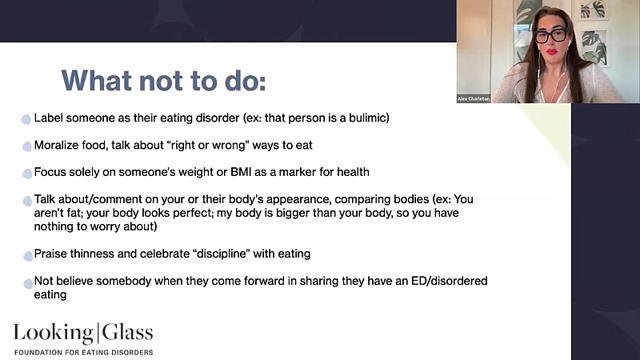 What not to do:
Label someone as their eating disorder (ex: that person is a bulimic)
Moralize food, talk about "right or wrong" ways to eat
Focus solely on someone's weight or BMI as a marker for health
Talk about/comment on your or their body's appearance, comparing bodies (ex: You
aren't fat; your body looks perfect; my body is bigger than your body, so you have
nothing to worry about)
Praise thinness and celebrate "discipline" with eating
Not believe somebody when they come forward in sharing they have an ED/disordered
eating
Looking|Glass
FOUNDATION FOR EATING DISORDERS
Alex Charleton